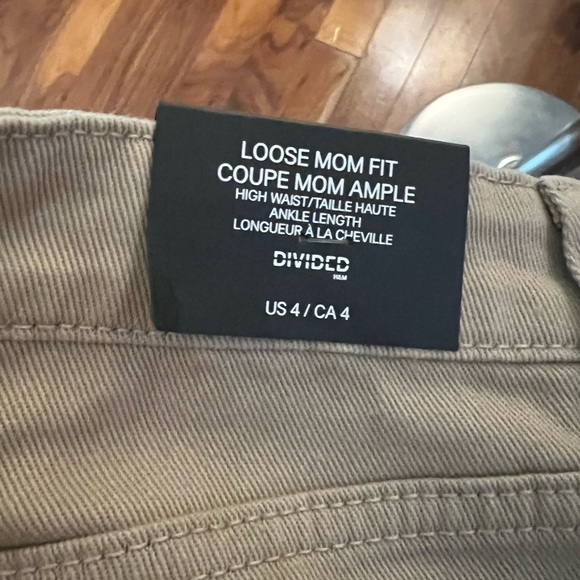 LOOSE MOM FIT
COUPE MOM AMPLE
HIGH WAIST/TAILLE HAUTE
ANKLE LENGTH
LONGUEUR À LA CHEVILLE
DIVIDED
H&M
US 4 / CA 4